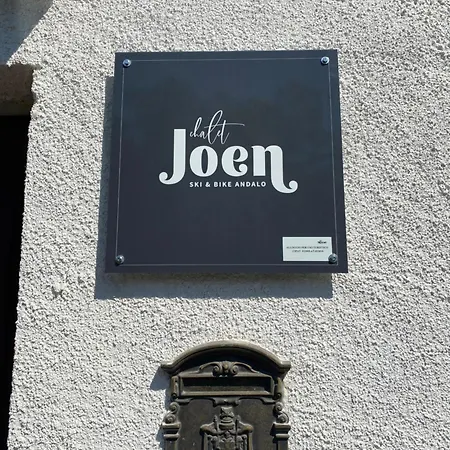 chalet
Joen
SKI & BIKE ANDALO